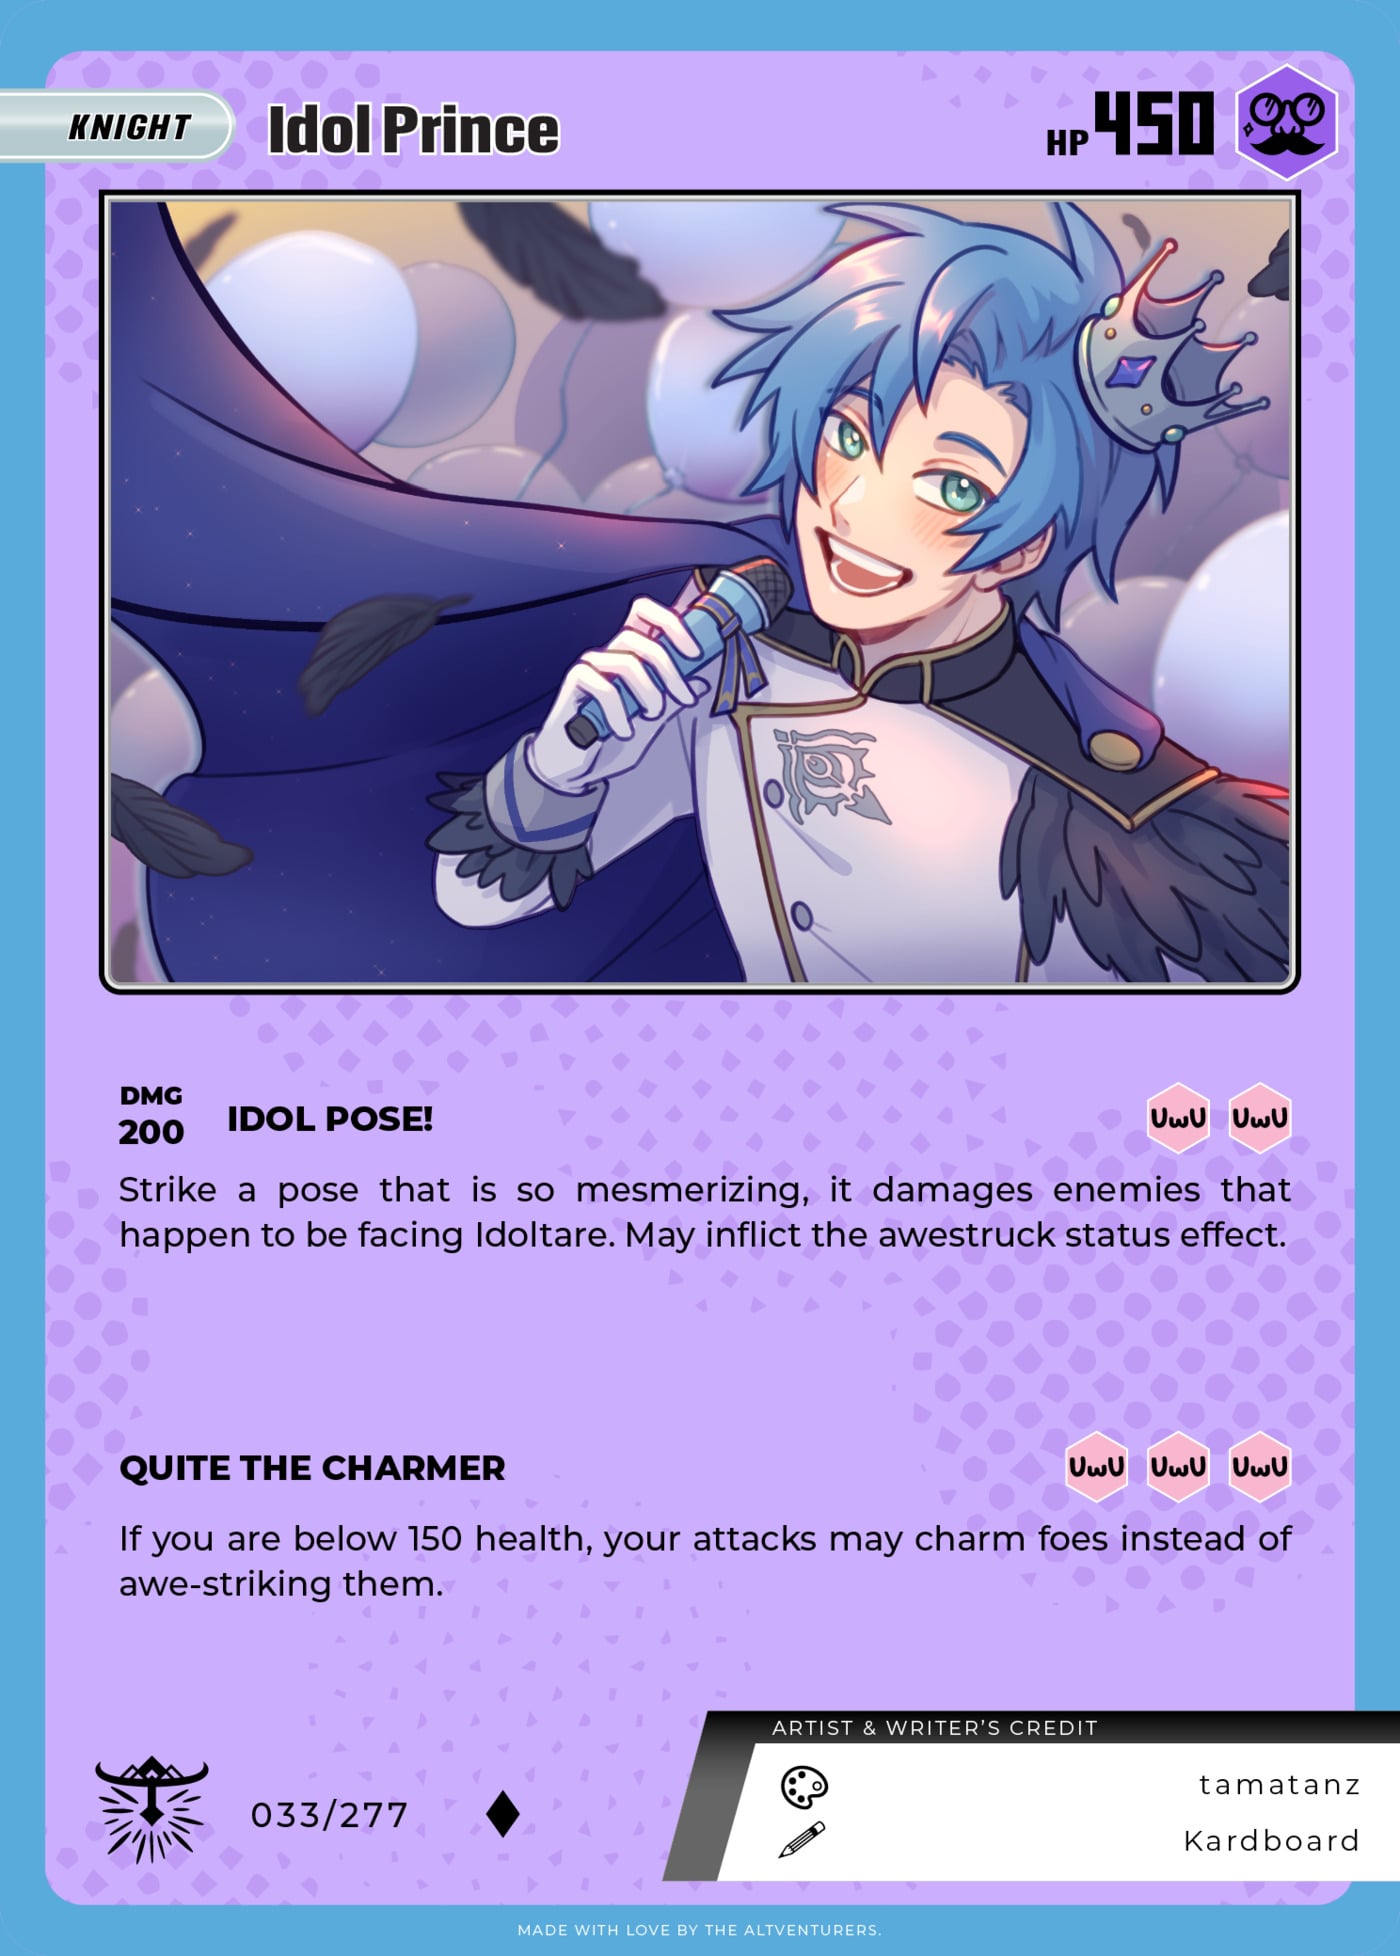 KNIGHT
Idol Prince
HP 450
DMG
200
IDOL POSE!
UwU UwU
Strike a pose that is so mesmerizing, it damages enemies that
happen to be facing Idoltare. May inflict the awestruck status effect.
QUITE THE CHARMER
UwU UwU UwU
If you are below 150 health, your attacks may charm foes instead of
awe-striking them.
033/277
ARTIST & WRITER’S CREDIT
tamatanz
Kardboard
MADE WITH LOVE BY THE ALTVENTURERS.